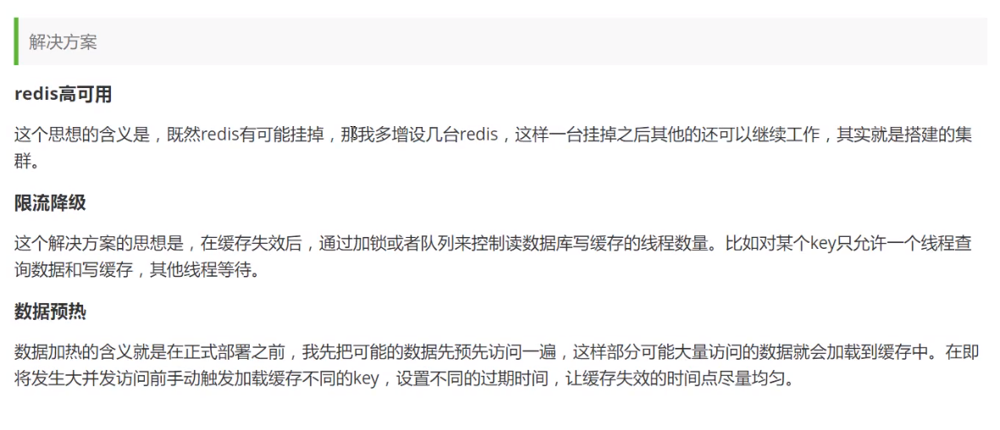 解决方案
redis高可用
这个思想的含义是，既然redis有可能挂掉，那我多增设几台redis，这样一台挂掉之后其他的还可以继续工作，其实就是搭建的集
群。
限流降级
这个解决方案的思想是，在缓存失效后，通过加锁或者队列来控制读数据库写缓存的线程数量。比如对某个key只允许一个线程查
询数据和写缓存，其他线程等待。
数据预热
数据加热的含义就是在正式部署之前，我先把可能的数据先预先访问一遍，这样部分可能大量访问的数据就会加载到缓存中。在即
将发生大并发访问前手动触发加载缓存不同的key，设置不同的过期时间，让缓存失效的时间点尽量均匀。